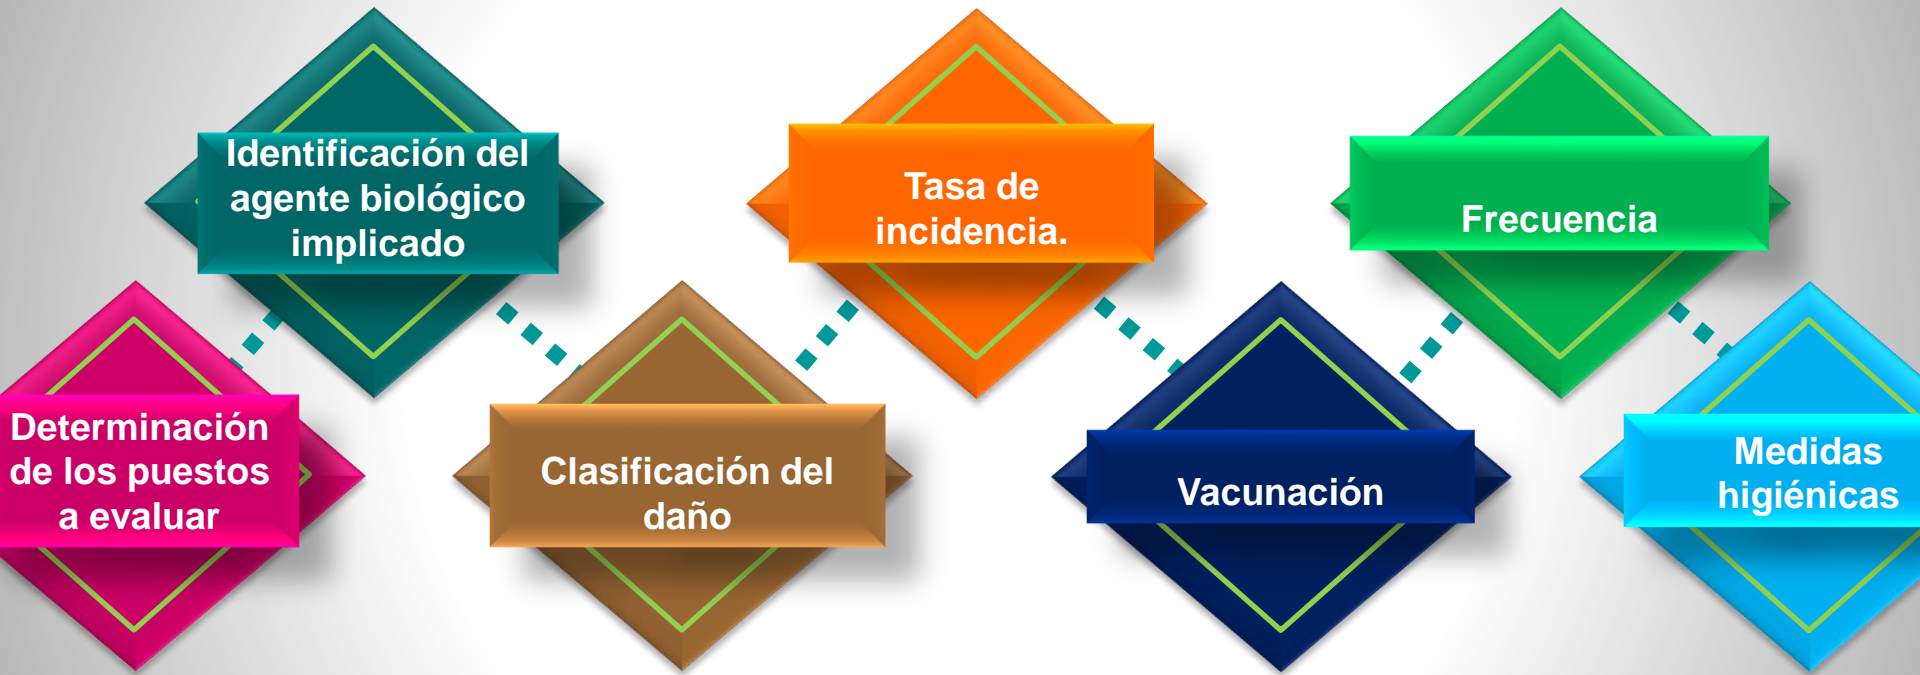 Determinación
de los puestos
a evaluar
Identificación del
agente biológico
implicado
Clasificación del
daño
Tasa de
incidencia.
Vacunación
Frecuencia
Medidas
higiénicas